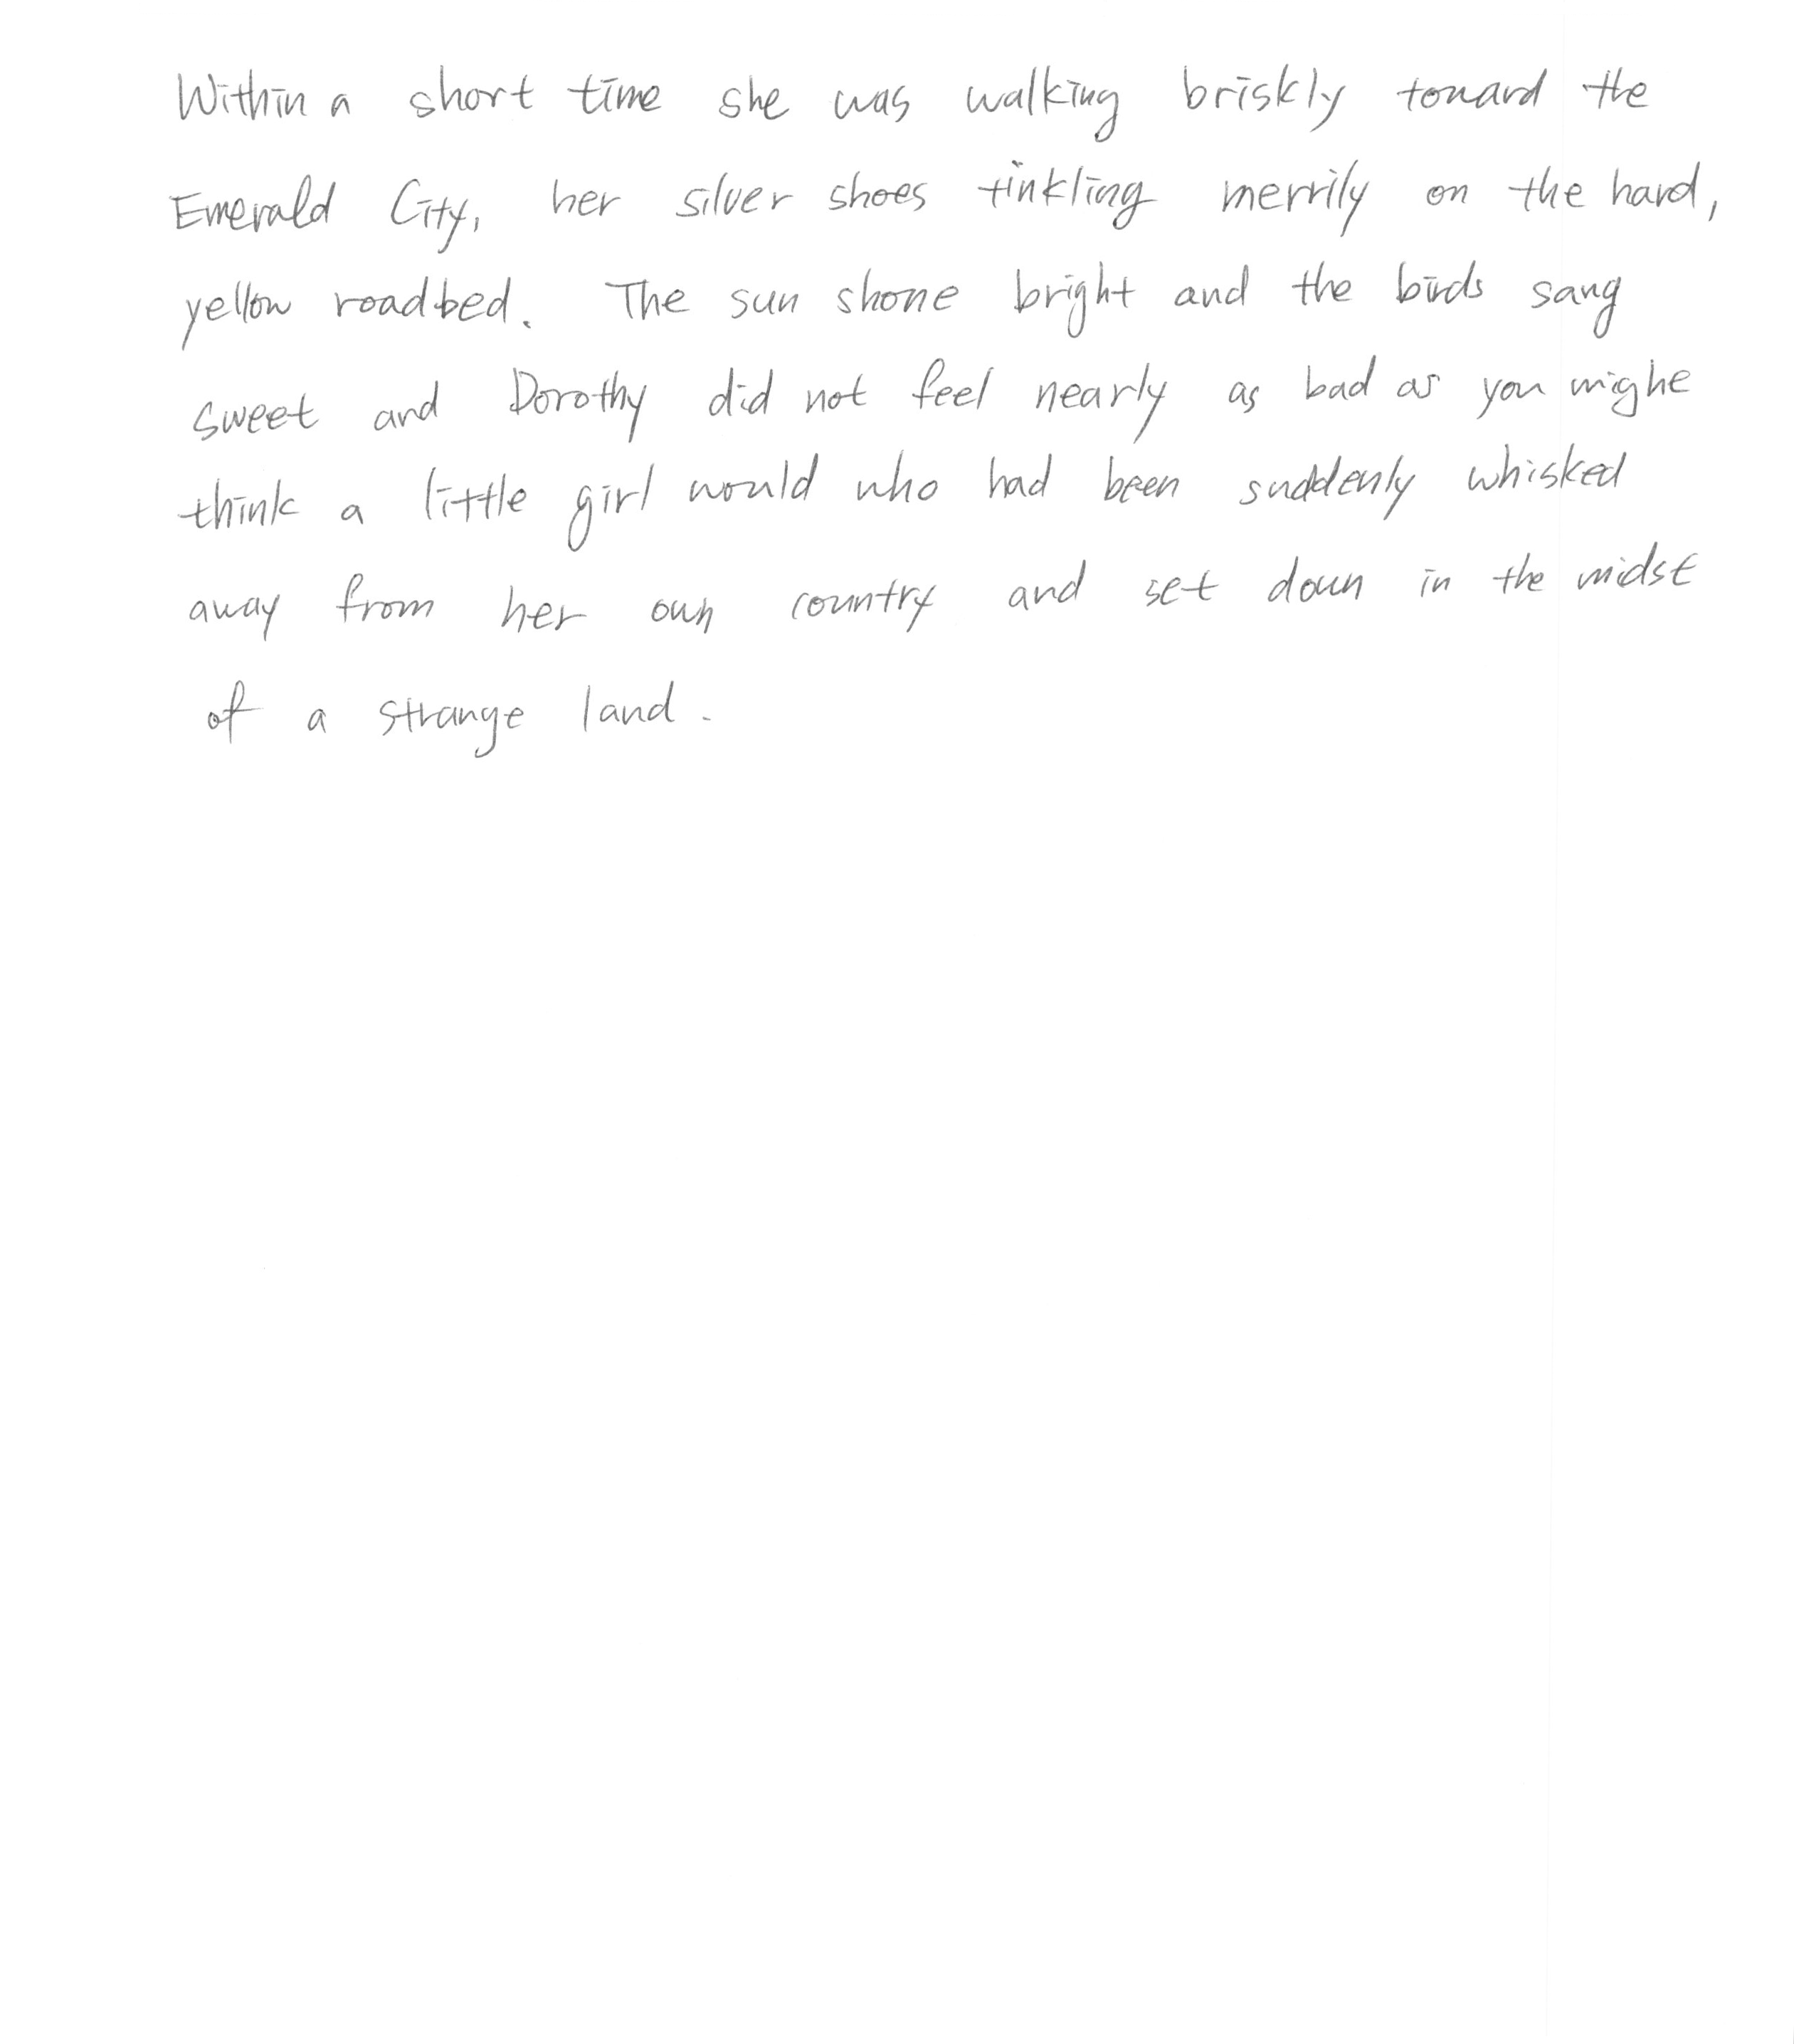 Within a short time she was walking briskly toward the
Emerald City, her silver shoes tinkling merrily on the hard,
yellow roadbed. The sun shone bright and the birds sang
sweet and Dorothy did not feel nearly as bad as you might
think a little girl would who had been suddenly whisked
away from her own country and set down in the midst
of a strange land.